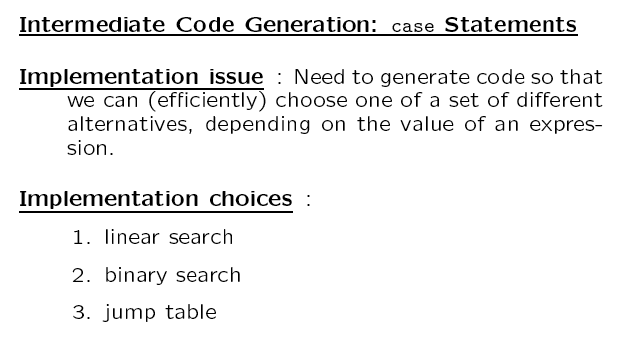 Intermediate Code Generation: case Statements
Implementation issue : Need to generate code so that
we can (efficiently) choose one of a set of different
alternatives, depending on the value of an expres-
sion.
Implementation choices :
1. linear search
2. binary search
3. jump table